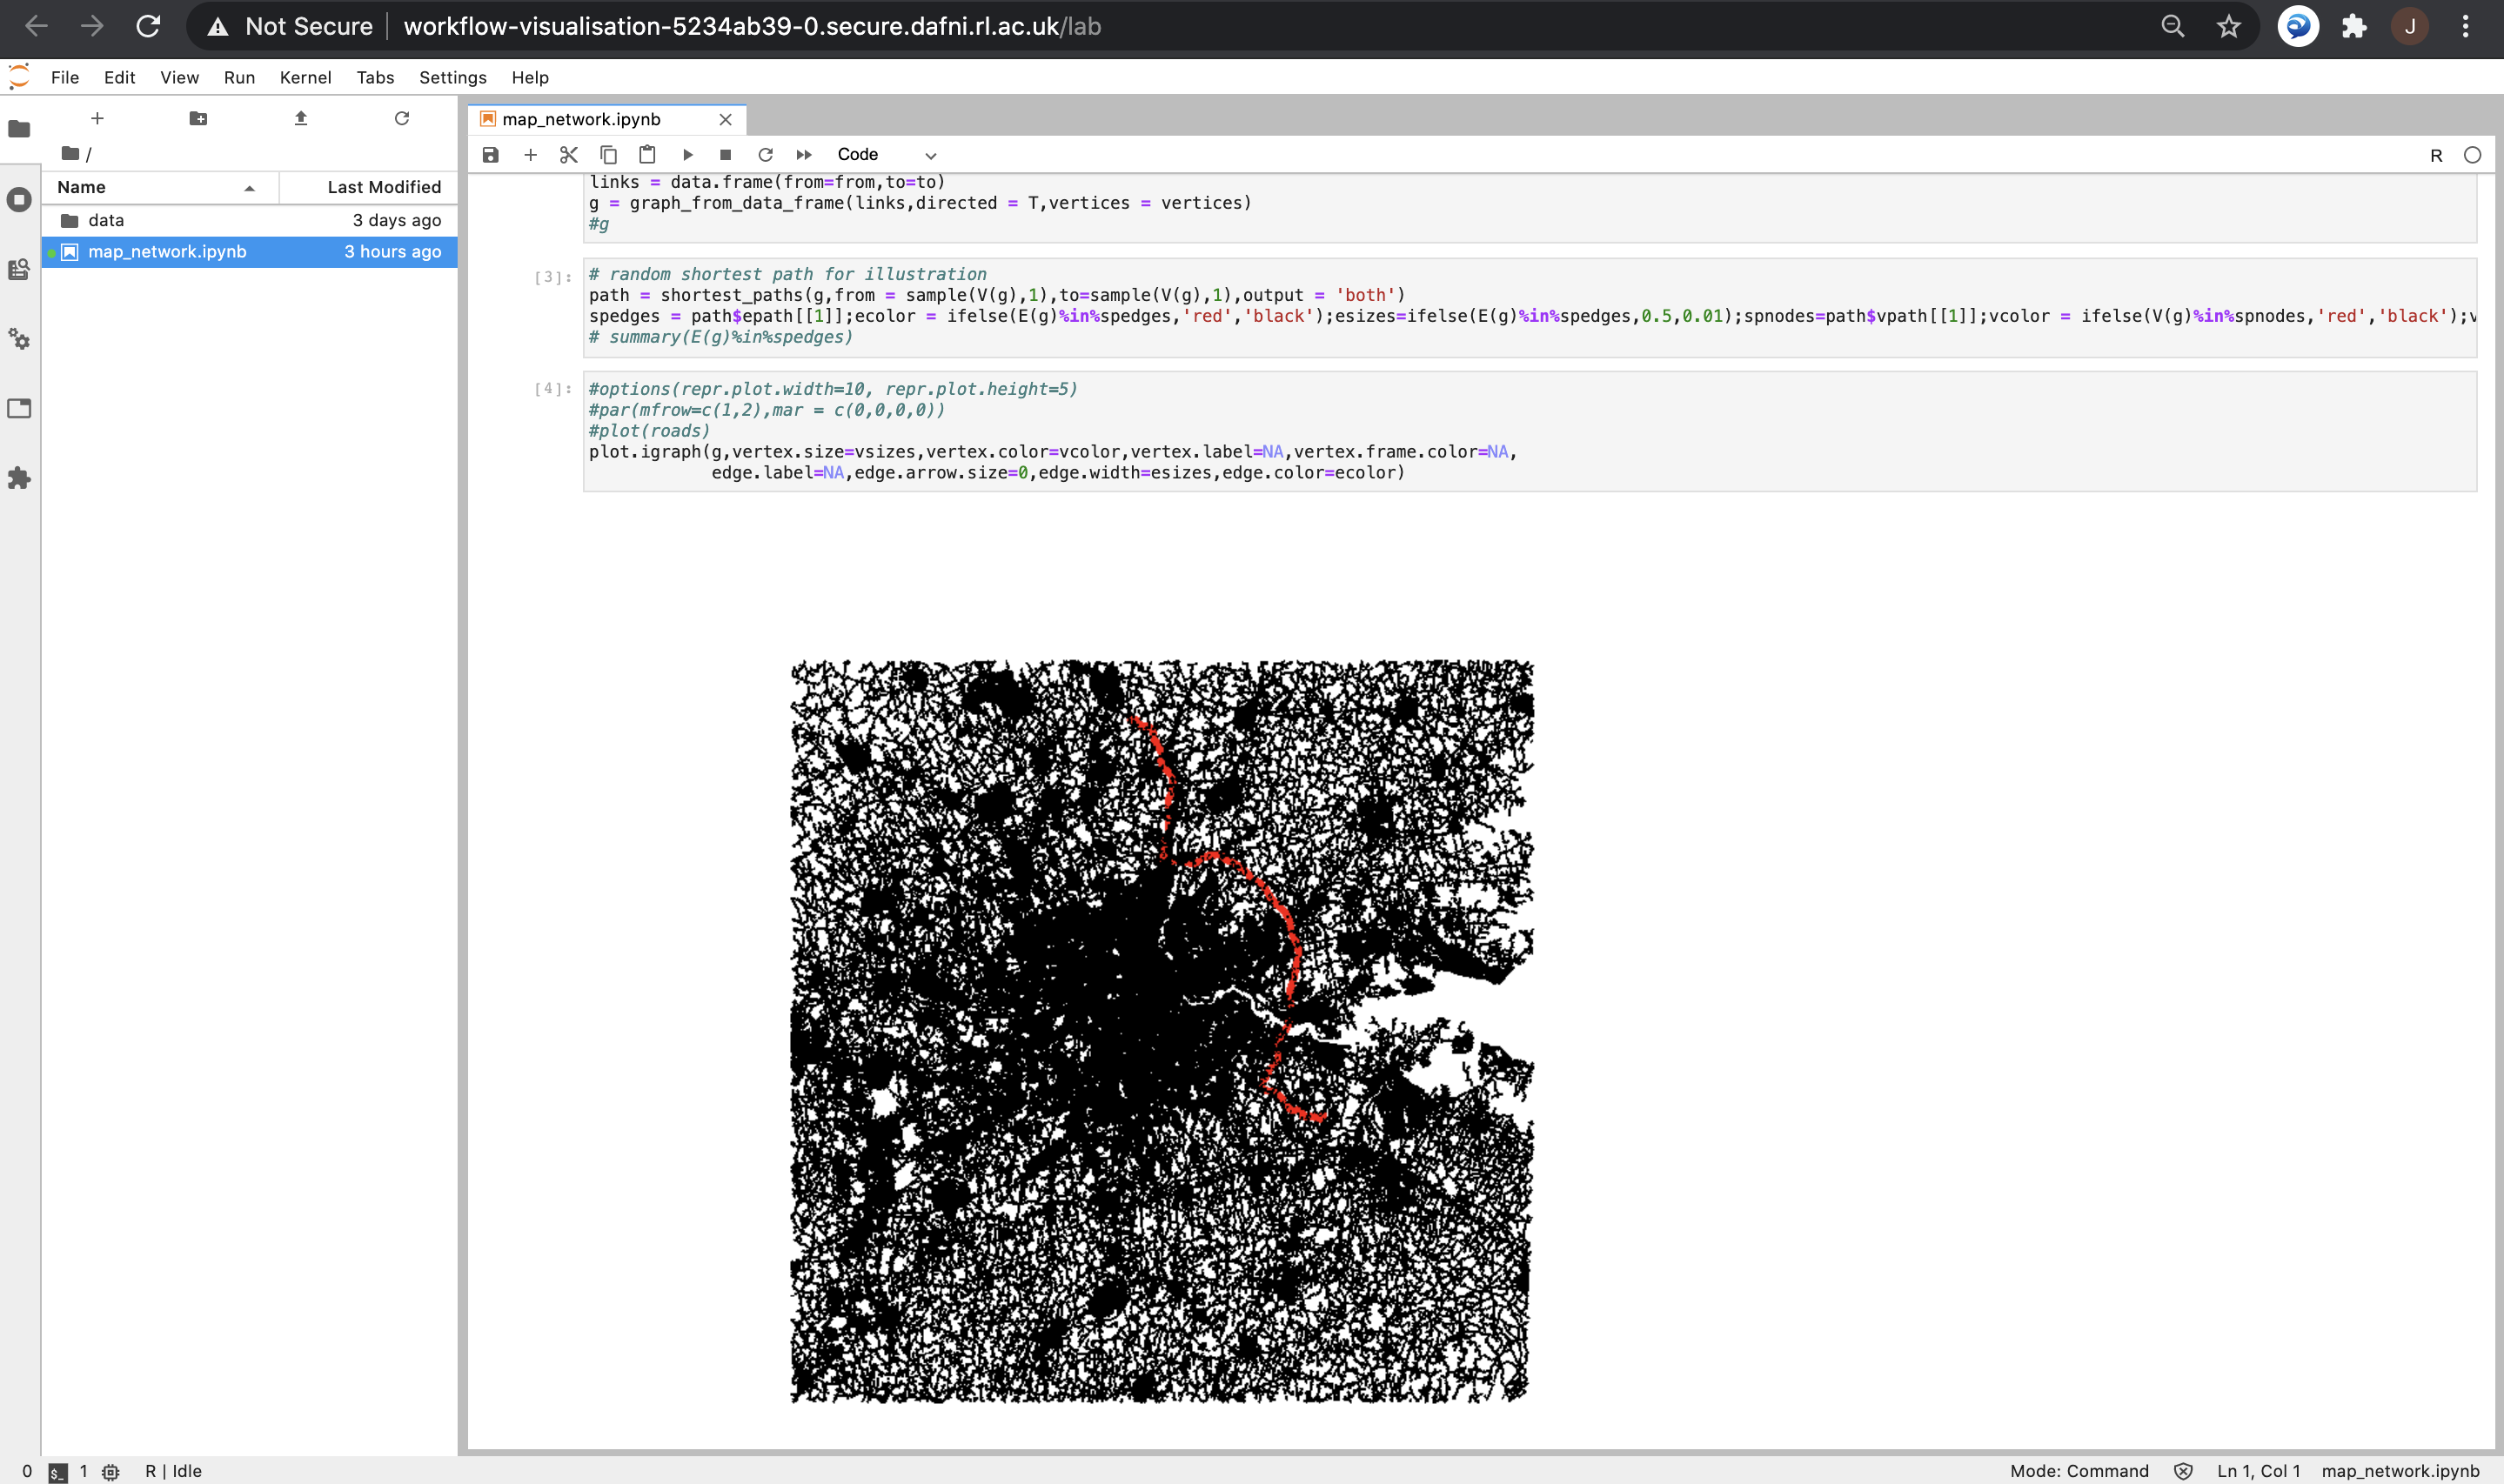 Not Secure workflow-visualisation-5234ab39-0.secure.dafni.rl.ac.uk/lab J
File Edit View Run Kernel Tabs Settings Help
map_network.ipynb
/
Code R
Name Last Modified
data 3 days ago
map_network.ipynb 3 hours ago
links = data.frame(from=from,to=to)
g = graph_from_data_frame(links,directed = T,vertices = vertices)
#g
[3]:
# random shortest path for illustration
path = shortest_paths(g,from = sample(V(g),1),to=sample(V(g),1),output = 'both')
spedges = path$epath[[1]];ecolor = ifelse(E(g)%in%spedges,'red','black');esizes=ifelse(E(g)%in%spedges,0.5,0.01);spnodes=path$vpath[[1]];vcolor = ifelse(V(g)%in%spnodes,'red','black');v
# summary(E(g)%in%spedges)
[4]:
#options(repr.plot.width=10, repr.plot.height=5)
#par(mfrow=c(1,2),mar = c(0,0,0,0))
#plot(roads)
plot.igraph(g,vertex.size=vsizes,vertex.color=vcolor,vertex.label=NA,vertex.frame.color=NA,
edge.label=NA,edge.arrow.size=0,edge.width=esizes,edge.color=ecolor)
0 $_ 1 R | Idle Mode: Command Ln 1, Col 1 map_network.ipynb